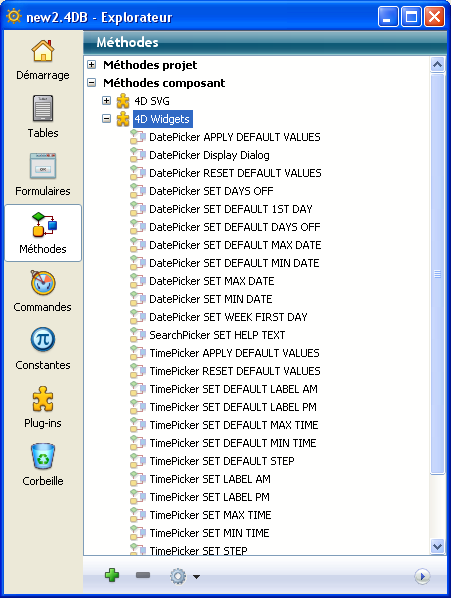 new2.4DB - Explorateur
Démarrage
Tables
Formulaires
Méthodes
Commandes
Constantes
Plug-ins
Corbeille
Méthodes
Méthodes projet
Méthodes composant
4D SVG
4D Widgets
DatePicker APPLY DEFAULT VALUES
DatePicker Display Dialog
DatePicker RESET DEFAULT VALUES
DatePicker SET DAYS OFF
DatePicker SET DEFAULT 1ST DAY
DatePicker SET DEFAULT DAYS OFF
DatePicker SET DEFAULT MAX DATE
DatePicker SET DEFAULT MIN DATE
DatePicker SET MAX DATE
DatePicker SET MIN DATE
DatePicker SET WEEK FIRST DAY
SearchPicker SET HELP TEXT
TimePicker APPLY DEFAULT VALUES
TimePicker RESET DEFAULT VALUES
TimePicker SET DEFAULT LABEL AM
TimePicker SET DEFAULT LABEL PM
TimePicker SET DEFAULT MAX TIME
TimePicker SET DEFAULT MIN TIME
TimePicker SET DEFAULT STEP
TimePicker SET LABEL AM
TimePicker SET LABEL PM
TimePicker SET MAX TIME
TimePicker SET MIN TIME
TimePicker SET STEP